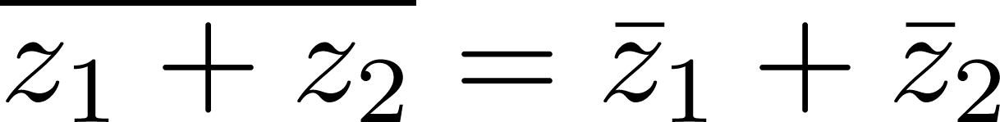 $\overline{z_1 + z_2} = \bar{z}_1 + \bar{z}_2$